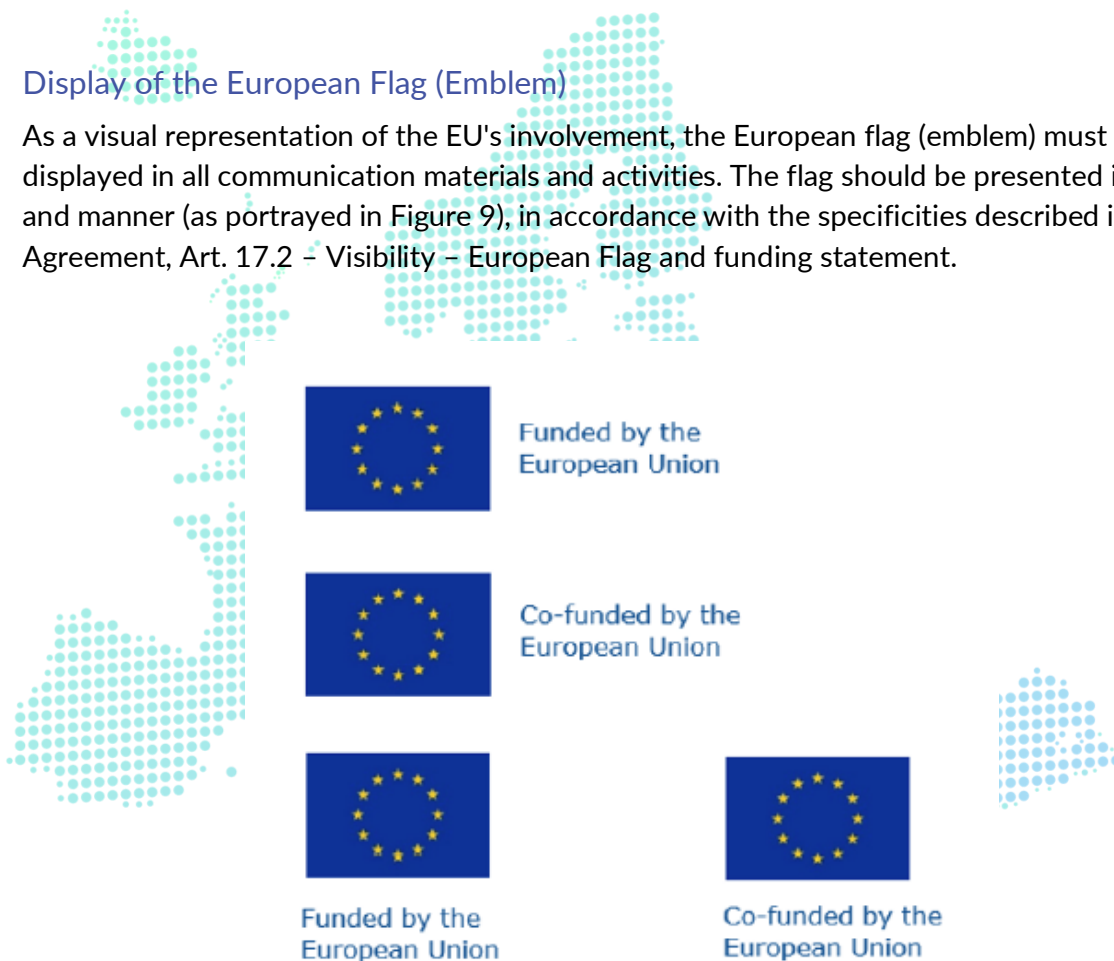 Display of the European Flag (Emblem)
As a visual representation of the EU's involvement, the European flag (emblem) must
displayed in all communication materials and activities. The flag should be presented
and manner (as portrayed in Figure 9), in accordance with the specificities described
Agreement, Art. 17.2 – Visibility – European Flag and funding statement.
Funded by the
European Union
Co-funded by the
European Union
Funded by the
European Union
Co-funded by the
European Union